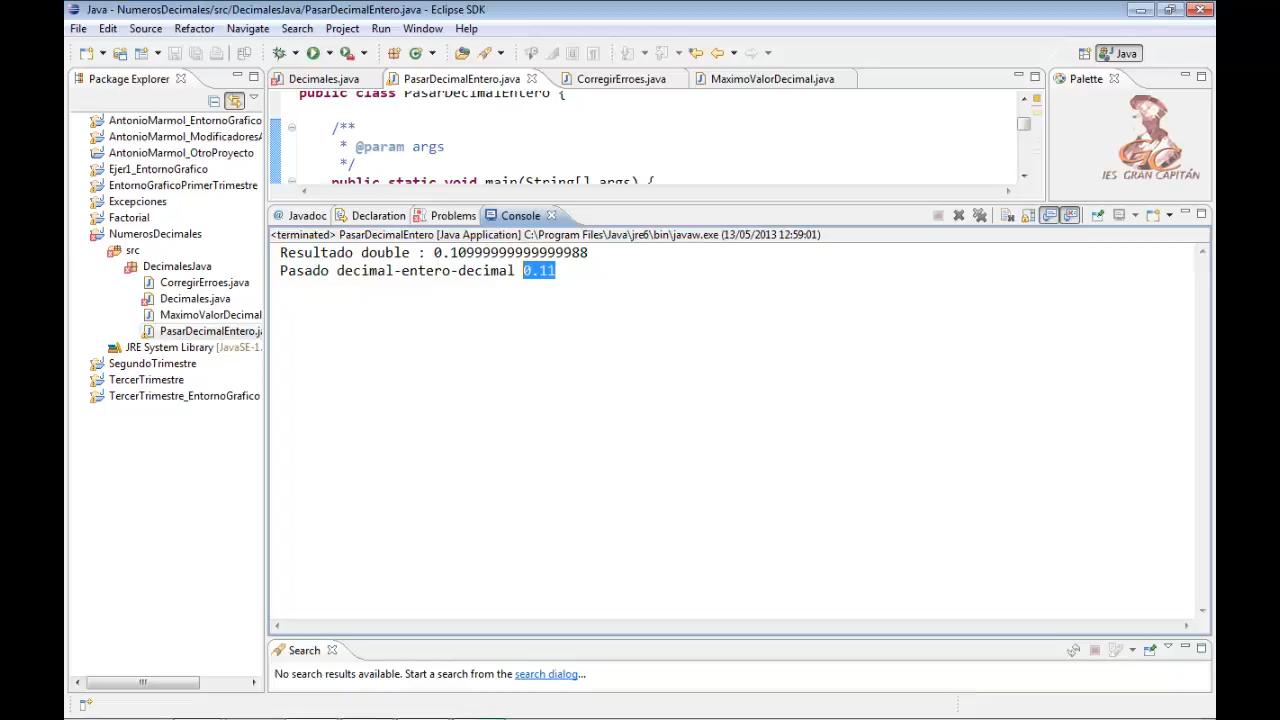 Java - NumerosDecimales/src/DecimalesJava/PasarDecimalEntero.java - Eclipse SDK
File Edit Source Refactor Navigate Search Project Run Window Help
Java
Package Explorer
Decimales.java PasarDecimalEntero.java CorregirErroes.java MaximoValorDecimal.java
Palette
public class PasarDecimalEntero {
/**
* @param args
*/
public static void main(String[] args) {
IES GRAN CAPITÁN
AntonioMarmol_EntornoGrafico
AntonioMarmol_ModificadoresA
AntonioMarmol_OtroProyecto
Ejer1_EntornoGrafico
EntornoGraficoPrimerTrimestre
Excepciones
Factorial
NumerosDecimales
src
DecimalesJava
CorregirErroes.java
Decimales.java
MaximoValorDecimal
PasarDecimalEntero.ja
JRE System Library [JavaSE-1.
SegundoTrimestre
TercerTrimestre
TercerTrimestre_EntornoGrafico
Javadoc Declaration Problems Console
<terminated> PasarDecimalEntero [Java Application] C:\Program Files\Java\jre6\bin\javaw.exe (13/05/2013 12:59:01)
Resultado double : 0.10999999999999988
Pasado decimal-entero-decimal 0.11
Search
No search results available. Start a search from the search dialog...